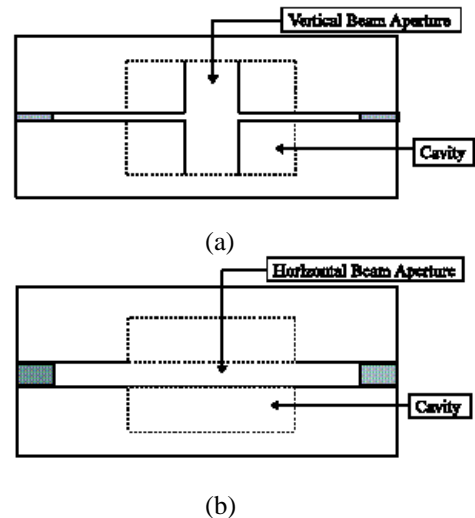 Vertical Beam Aperture
Cavity
(a)
Horizontal Beam Aperture
Cavity
(b)